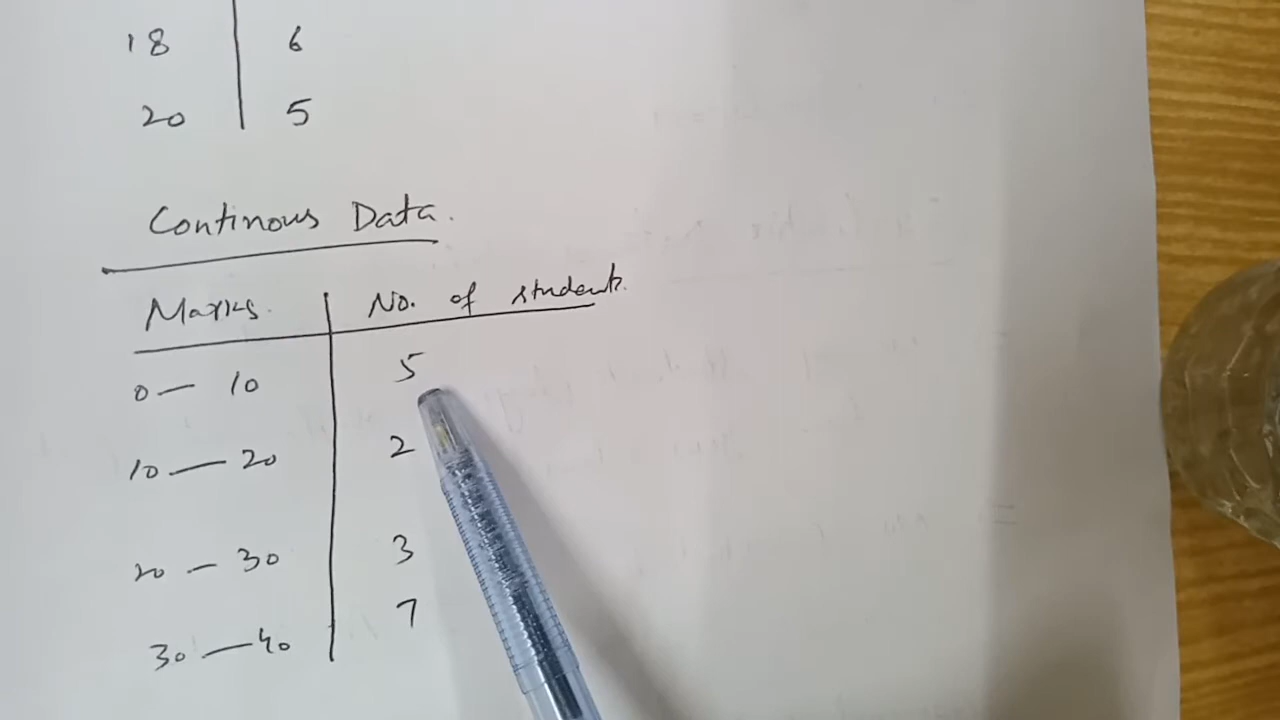 18 6
20 5
Continous Data.
Marks. No. of students.
0 — 10 5
10 — 20 2
20 — 30 3
30 — 40 7